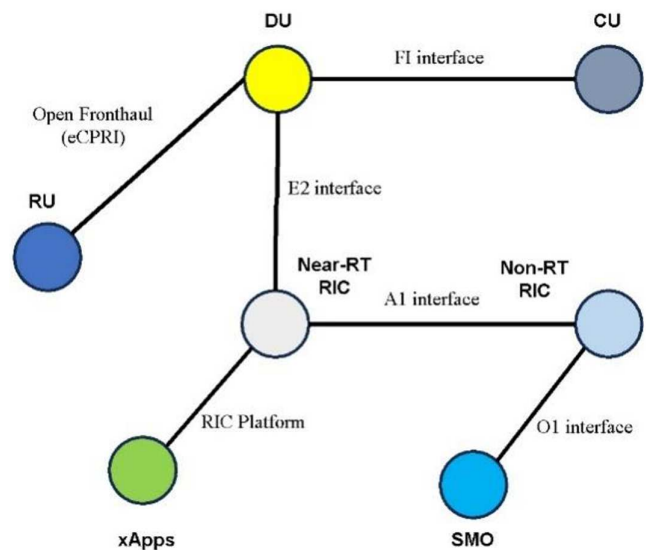 DU
CU
FI interface
Open Fronthaul
(eCPRI)
E2 interface
RU
Near-RT
RIC
Non-RT
RIC
A1 interface
RIC Platform
O1 interface
xApps
SMO